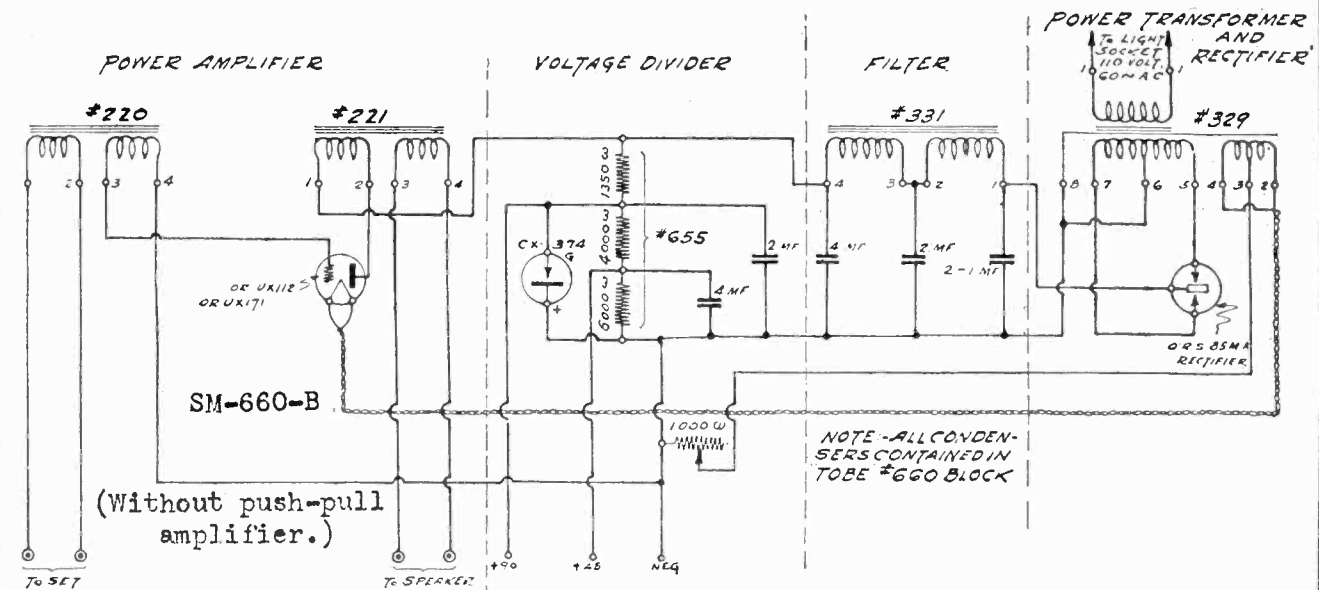 POWER AMPLIFIER
VOLTAGE DIVIDER
FILTER
POWER TRANSFORMER
AND
RECTIFIER
To LIGHT
SOCKET
110 VOLT.
60~AC
1
1
#220
#221
#331
#329
1
2
3
4
1
2
3
4
4
3
2
1
8
7
6
5
4
3
2
1350 ω
4000 ω
6000 ω
#655
CX-374
G
+
2 MF
4 MF
4 MF
2 MF
2-1 MF
OR UX112
OR UX171
QRS 85MA
RECTIFIER
SM-660-B
1000 ω
NOTE:-ALL CONDEN-
SERS CONTAINED IN
TOBE #660 BLOCK
(Without push-pull
amplifier.)
To SET
To SPEAKER
+90
+45
NEG